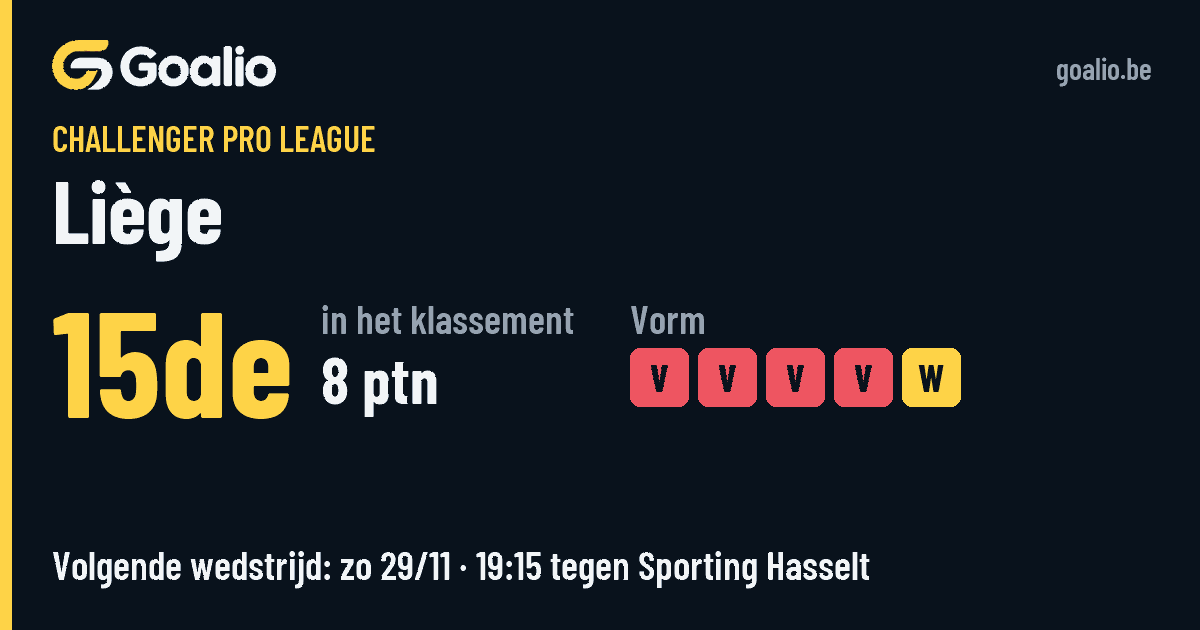 Goalio
goalio.be
CHALLENGER PRO LEAGUE
Liège
15de
in het klassement
8 ptn
Vorm
V V V V W
Volgende wedstrijd: zo 29/11 · 19:15 tegen Sporting Hasselt